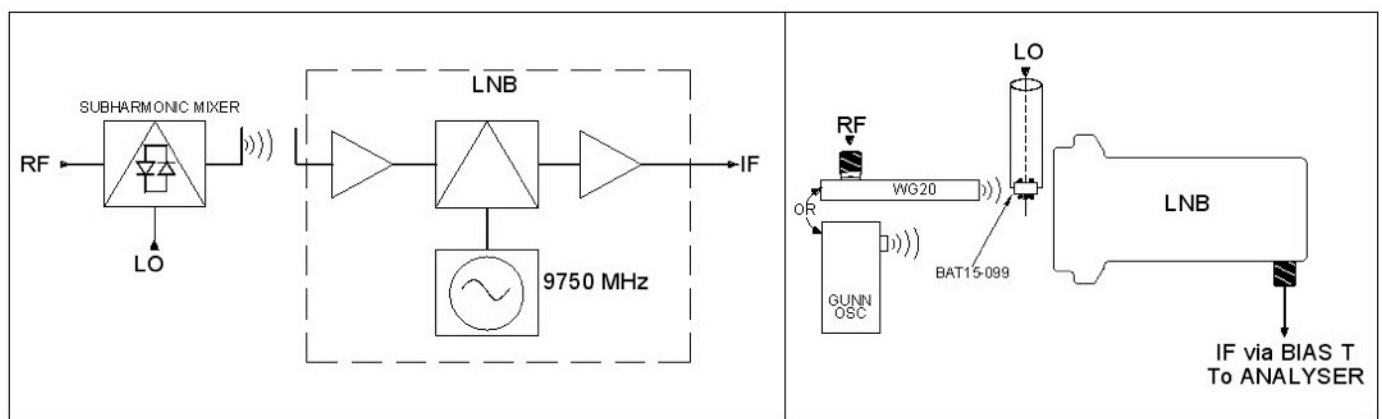 SUBHARMONIC MIXER
RF
LO
LNB
IF
9750 MHz
LO
RF
WG20
OR
GUNN
OSC
BAT15-099
LNB
IF via BIAS T
To ANALYSER